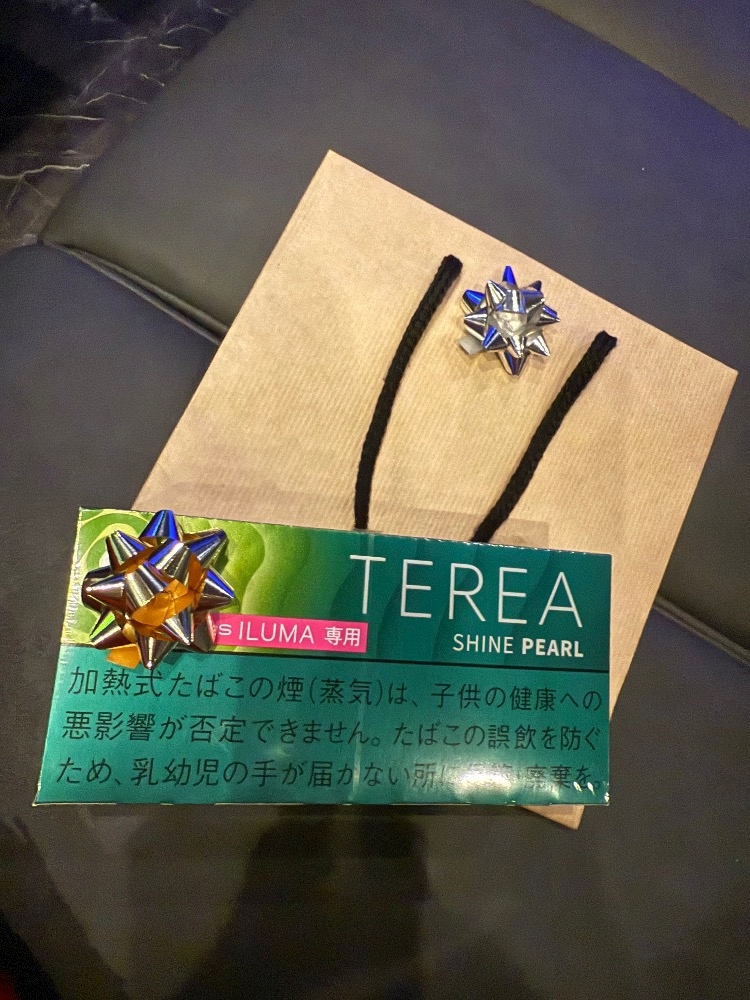 TEREA
SHINE PEARL
s ILUMA 専用
加熱式たばこの煙(蒸気)は、子供の健康への
悪影響が否定できません。たばこの誤飲を防ぐ
ため、乳幼児の手が届かない所に 廃棄を。